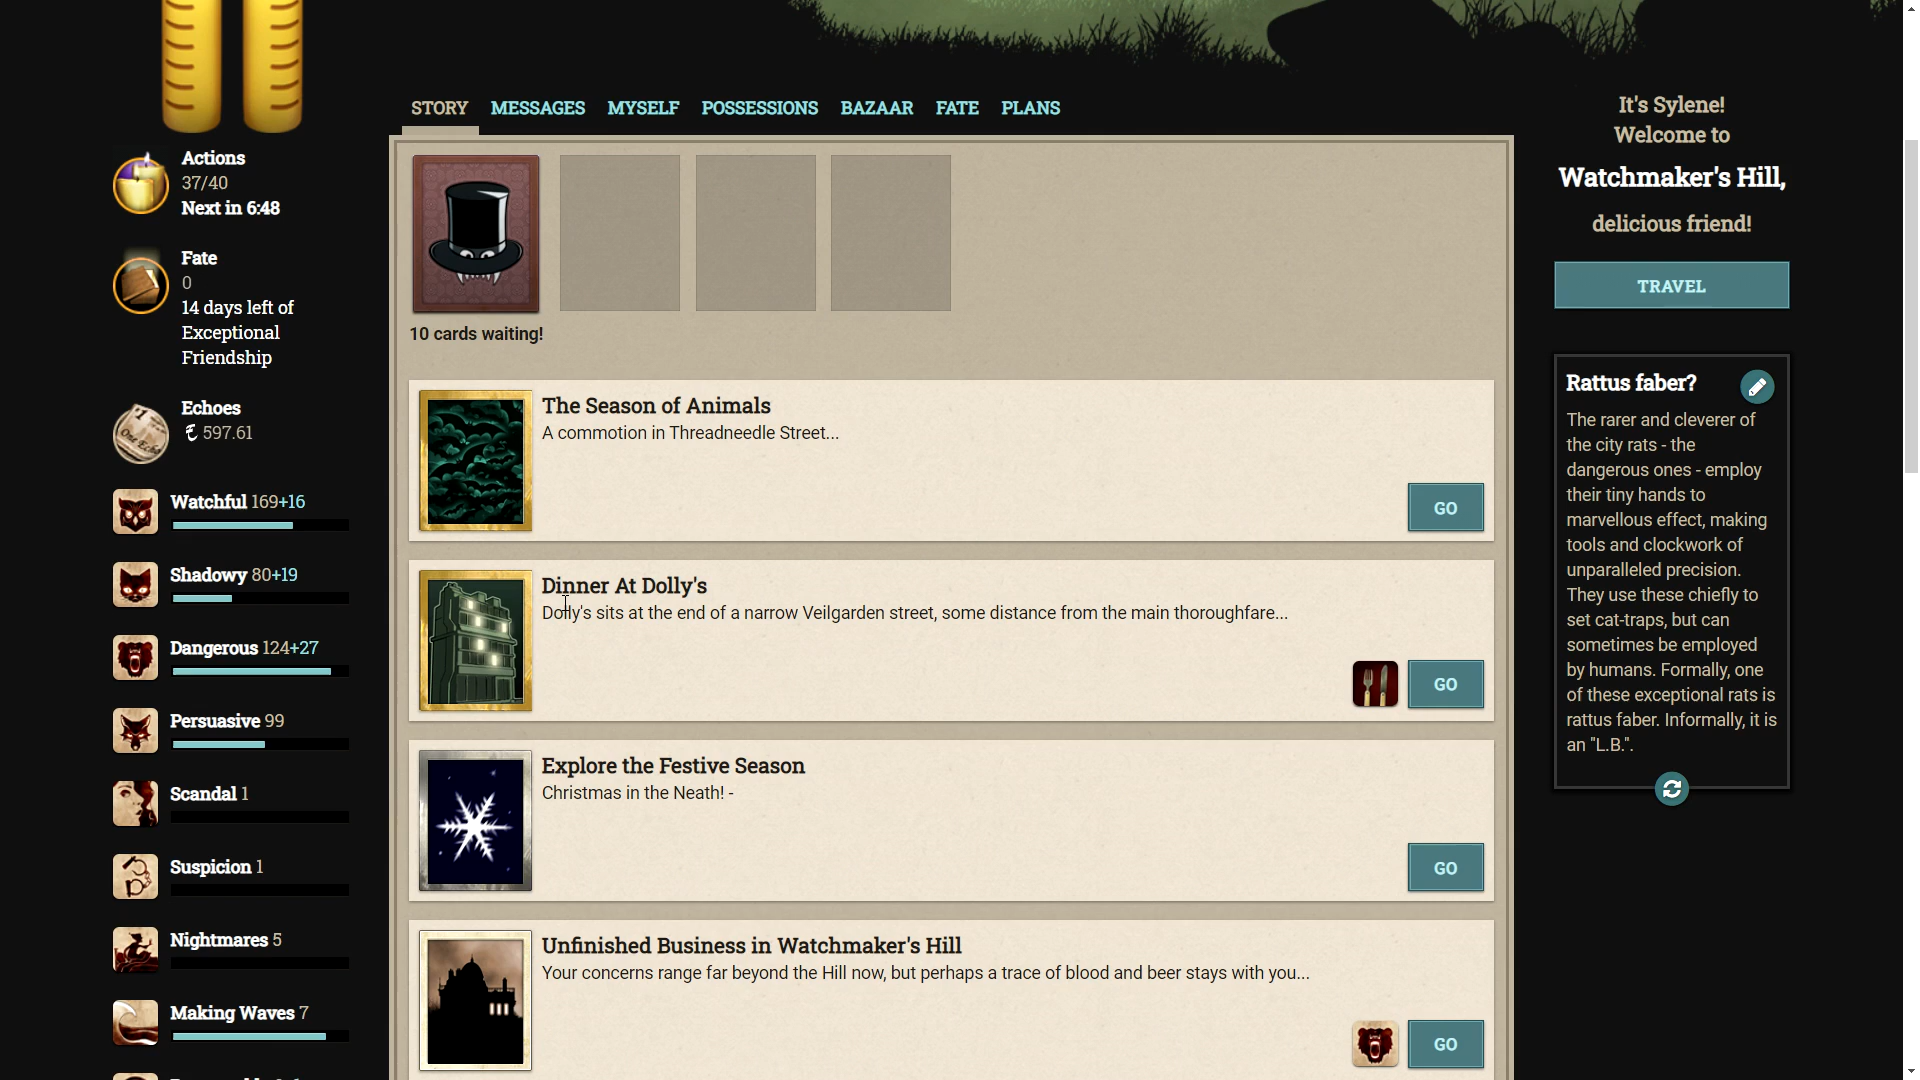 STORY MESSAGES MYSELF POSSESSIONS BAZAAR FATE PLANS
Actions
37/40
Next in 6:48
Fate
0
14 days left of
Exceptional
Friendship
Echoes
597.61
Watchful 169+16
Shadowy 80+19
Dangerous 124+27
Persuasive 99
Scandal 1
Suspicion 1
Nightmares 5
Making Waves 7
10 cards waiting!
The Season of Animals
A commotion in Threadneedle Street...
GO
Dinner At Dolly's
Dolly's sits at the end of a narrow Veilgarden street, some distance from the main thoroughfare...
GO
Explore the Festive Season
Christmas in the Neath! -
GO
Unfinished Business in Watchmaker's Hill
Your concerns range far beyond the Hill now, but perhaps a trace of blood and beer stays with you...
GO
It's Sylene!
Welcome to
Watchmaker's Hill,
delicious friend!
TRAVEL
Rattus faber?
The rarer and cleverer of
the city rats - the
dangerous ones - employ
their tiny hands to
marvellous effect, making
tools and clockwork of
unparalleled precision.
They use these chiefly to
set cat-traps, but can
sometimes be employed
by humans. Formally, one
of these exceptional rats is
rattus faber. Informally, it is
an "L.B.".